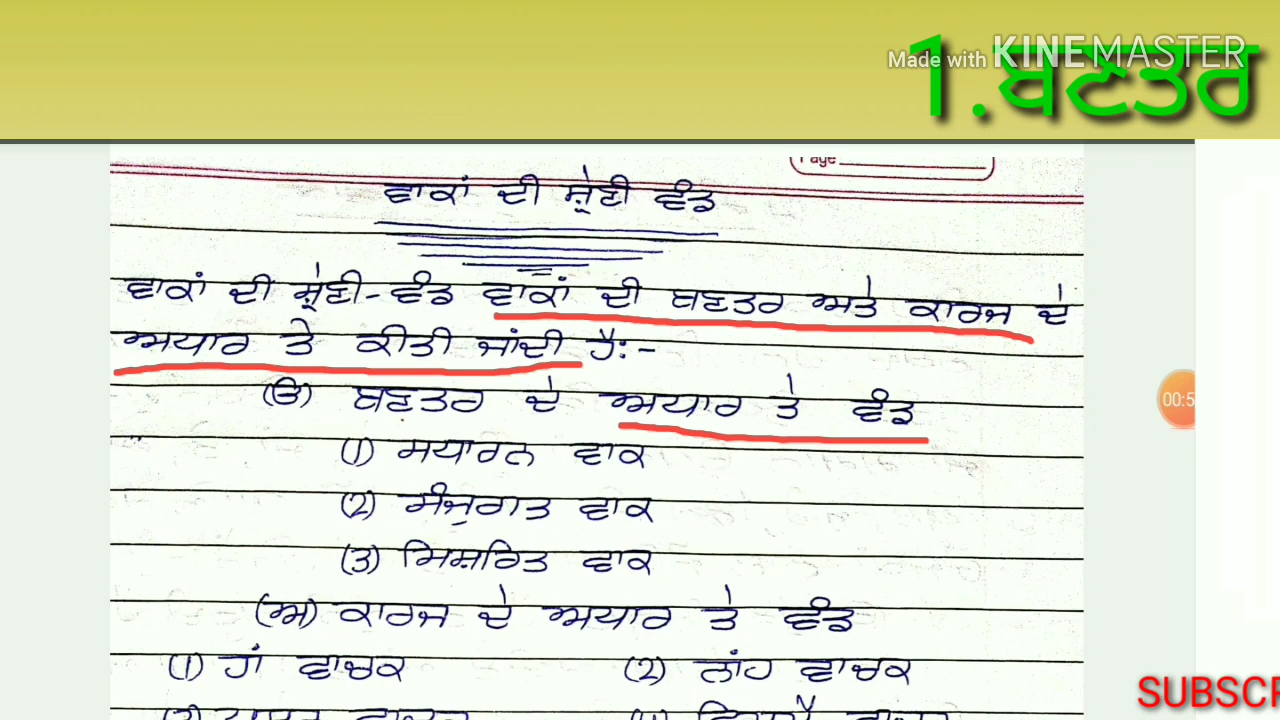 Made with KINEMASTER
1.ਬਣਤਰ
Page
ਵਾਕਾਂ ਦੀ ਸ਼੍ਰੇਣੀ ਵੰਡ
ਵਾਕਾਂ ਦੀ ਸ਼੍ਰੇਣੀ-ਵੰਡ ਵਾਕਾਂ ਦੀ ਬਣਤਰ ਅਤੇ ਕਾਰਜ ਦੇ
ਅਧਾਰ ਤੇ ਕੀਤੀ ਜਾਂਦੀ ਹੈ:-
(ੳ) ਬਣਤਰ ਦੇ ਅਧਾਰ ਤੇ ਵੰਡ
(1) ਸਧਾਰਨ ਵਾਕ
(2) ਸੰਜੁਗਤ ਵਾਕ
(3) ਮਿਸ਼ਰਿਤ ਵਾਕ
(ਅ) ਕਾਰਜ ਦੇ ਅਧਾਰ ਤੇ ਵੰਡ
(1) ਹਾਂ ਵਾਚਕ (2) ਨਾਂਹ ਵਾਚਕ
00:5
SUBSCR